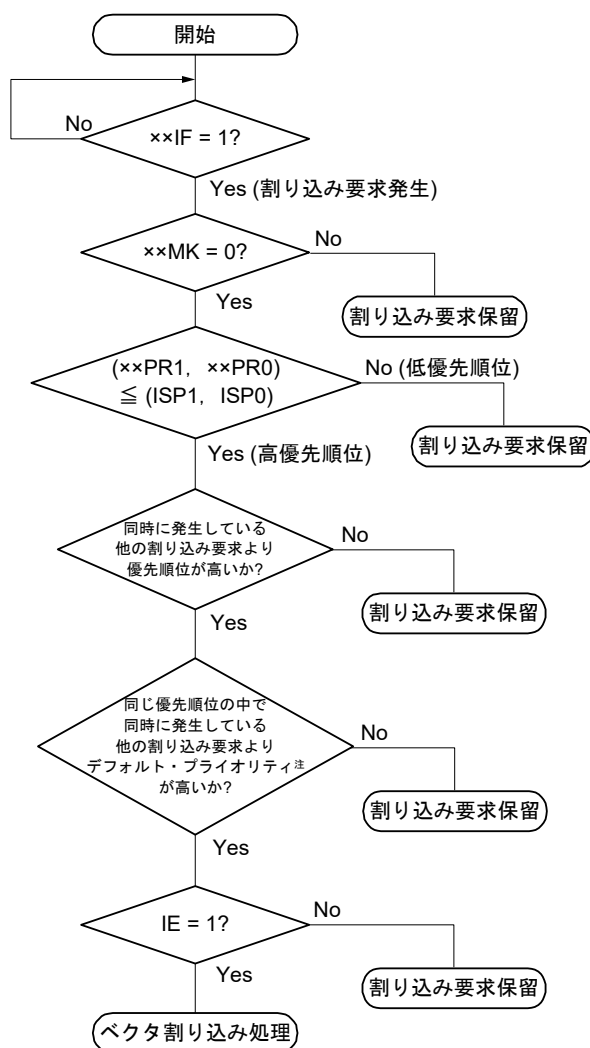 開始
No
××IF = 1?
Yes (割り込み要求発生)
××MK = 0?
No
Yes
割り込み要求保留
(××PR1, ××PR0)
≦ (ISP1, ISP0)
No (低優先順位)
割り込み要求保留
Yes (高優先順位)
同時に発生している
他の割り込み要求より
優先順位が高いか?
No
割り込み要求保留
Yes
同じ優先順位の中で
同時に発生している
他の割り込み要求より
デフォルト・プライオリティ注
が高いか?
No
割り込み要求保留
Yes
IE = 1?
No
割り込み要求保留
Yes
ベクタ割り込み処理